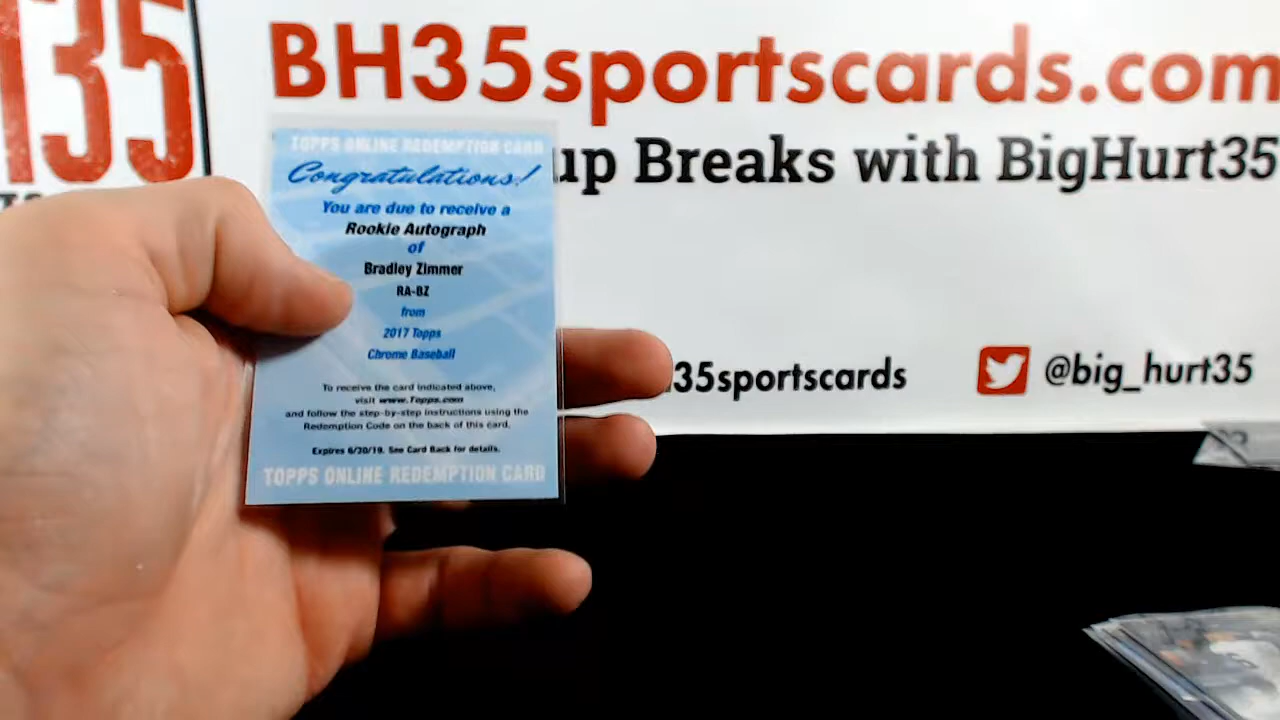 135
BH35sportscards.com
up Breaks with BigHurt35
35sportscards
@big_hurt35
TOPPS ONLINE REDEMPTION CARD
Congratulations!
You are due to receive a
Rookie Autograph
of
Bradley Zimmer
RA-BZ
from
2017 Topps
Chrome Baseball
To receive the card indicated above,
visit www.Topps.com
and follow the step-by-step instructions using the
Redemption Code on the back of this card.
Expires 6/30/19. See Card Back for details.
TOPPS ONLINE REDEMPTION CARD